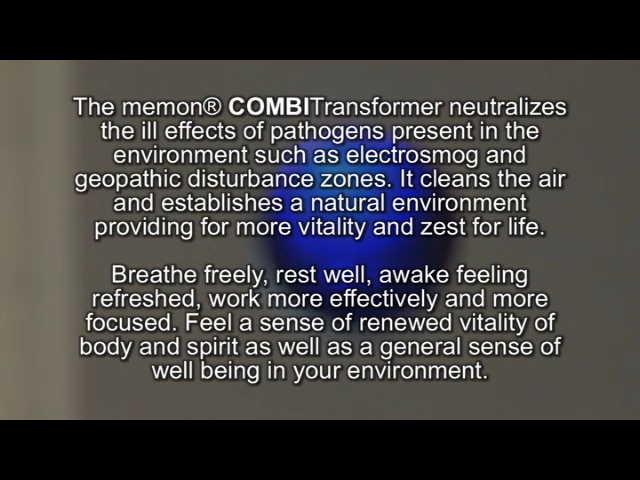 The memon® COMBITransformer neutralizes
the ill effects of pathogens present in the
environment such as electrosmog and
geopathic disturbance zones. It cleans the air
and establishes a natural environment
providing for more vitality and zest for life.
Breathe freely, rest well, awake feeling
refreshed, work more effectively and more
focused. Feel a sense of renewed vitality of
body and spirit as well as a general sense of
well being in your environment.